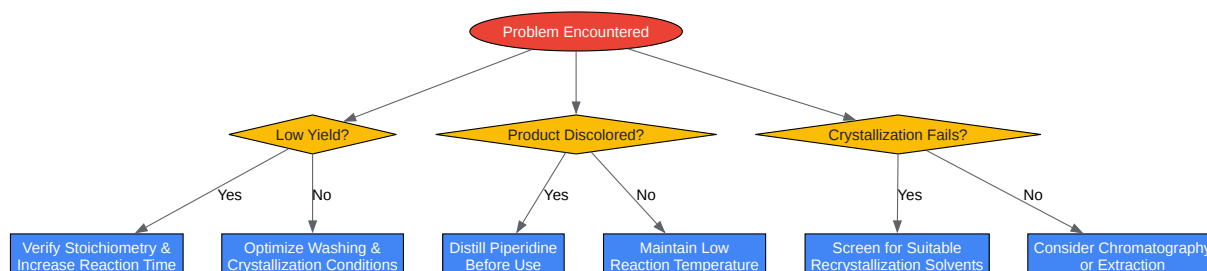 Problem Encountered
Low Yield?
Product Discolored?
Crystallization Fails?
Yes
No
Yes
No
Yes
No
Verify Stoichiometry &
Increase Reaction Time
Optimize Washing &
Crystallization Conditions
Distill Piperidine
Before Use
Maintain Low
Reaction Temperature
Screen for Suitable
Recrystallization Solvents
Consider Chromatography
or Extraction